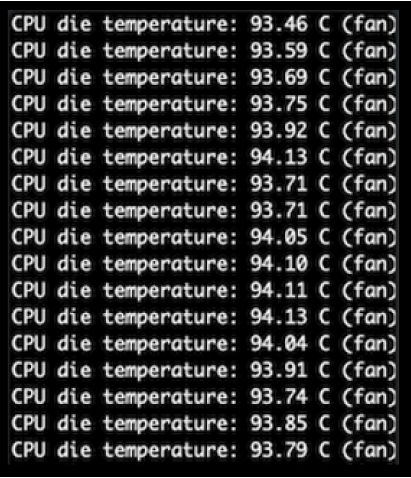 CPU die temperature: 93.46 C (fan)
CPU die temperature: 93.59 C (fan)
CPU die temperature: 93.69 C (fan)
CPU die temperature: 93.75 C (fan)
CPU die temperature: 93.92 C (fan)
CPU die temperature: 94.13 C (fan)
CPU die temperature: 93.71 C (fan)
CPU die temperature: 93.71 C (fan)
CPU die temperature: 94.05 C (fan)
CPU die temperature: 94.10 C (fan)
CPU die temperature: 94.11 C (fan)
CPU die temperature: 94.13 C (fan)
CPU die temperature: 94.04 C (fan)
CPU die temperature: 93.91 C (fan)
CPU die temperature: 93.74 C (fan)
CPU die temperature: 93.85 C (fan)
CPU die temperature: 93.79 C (fan)